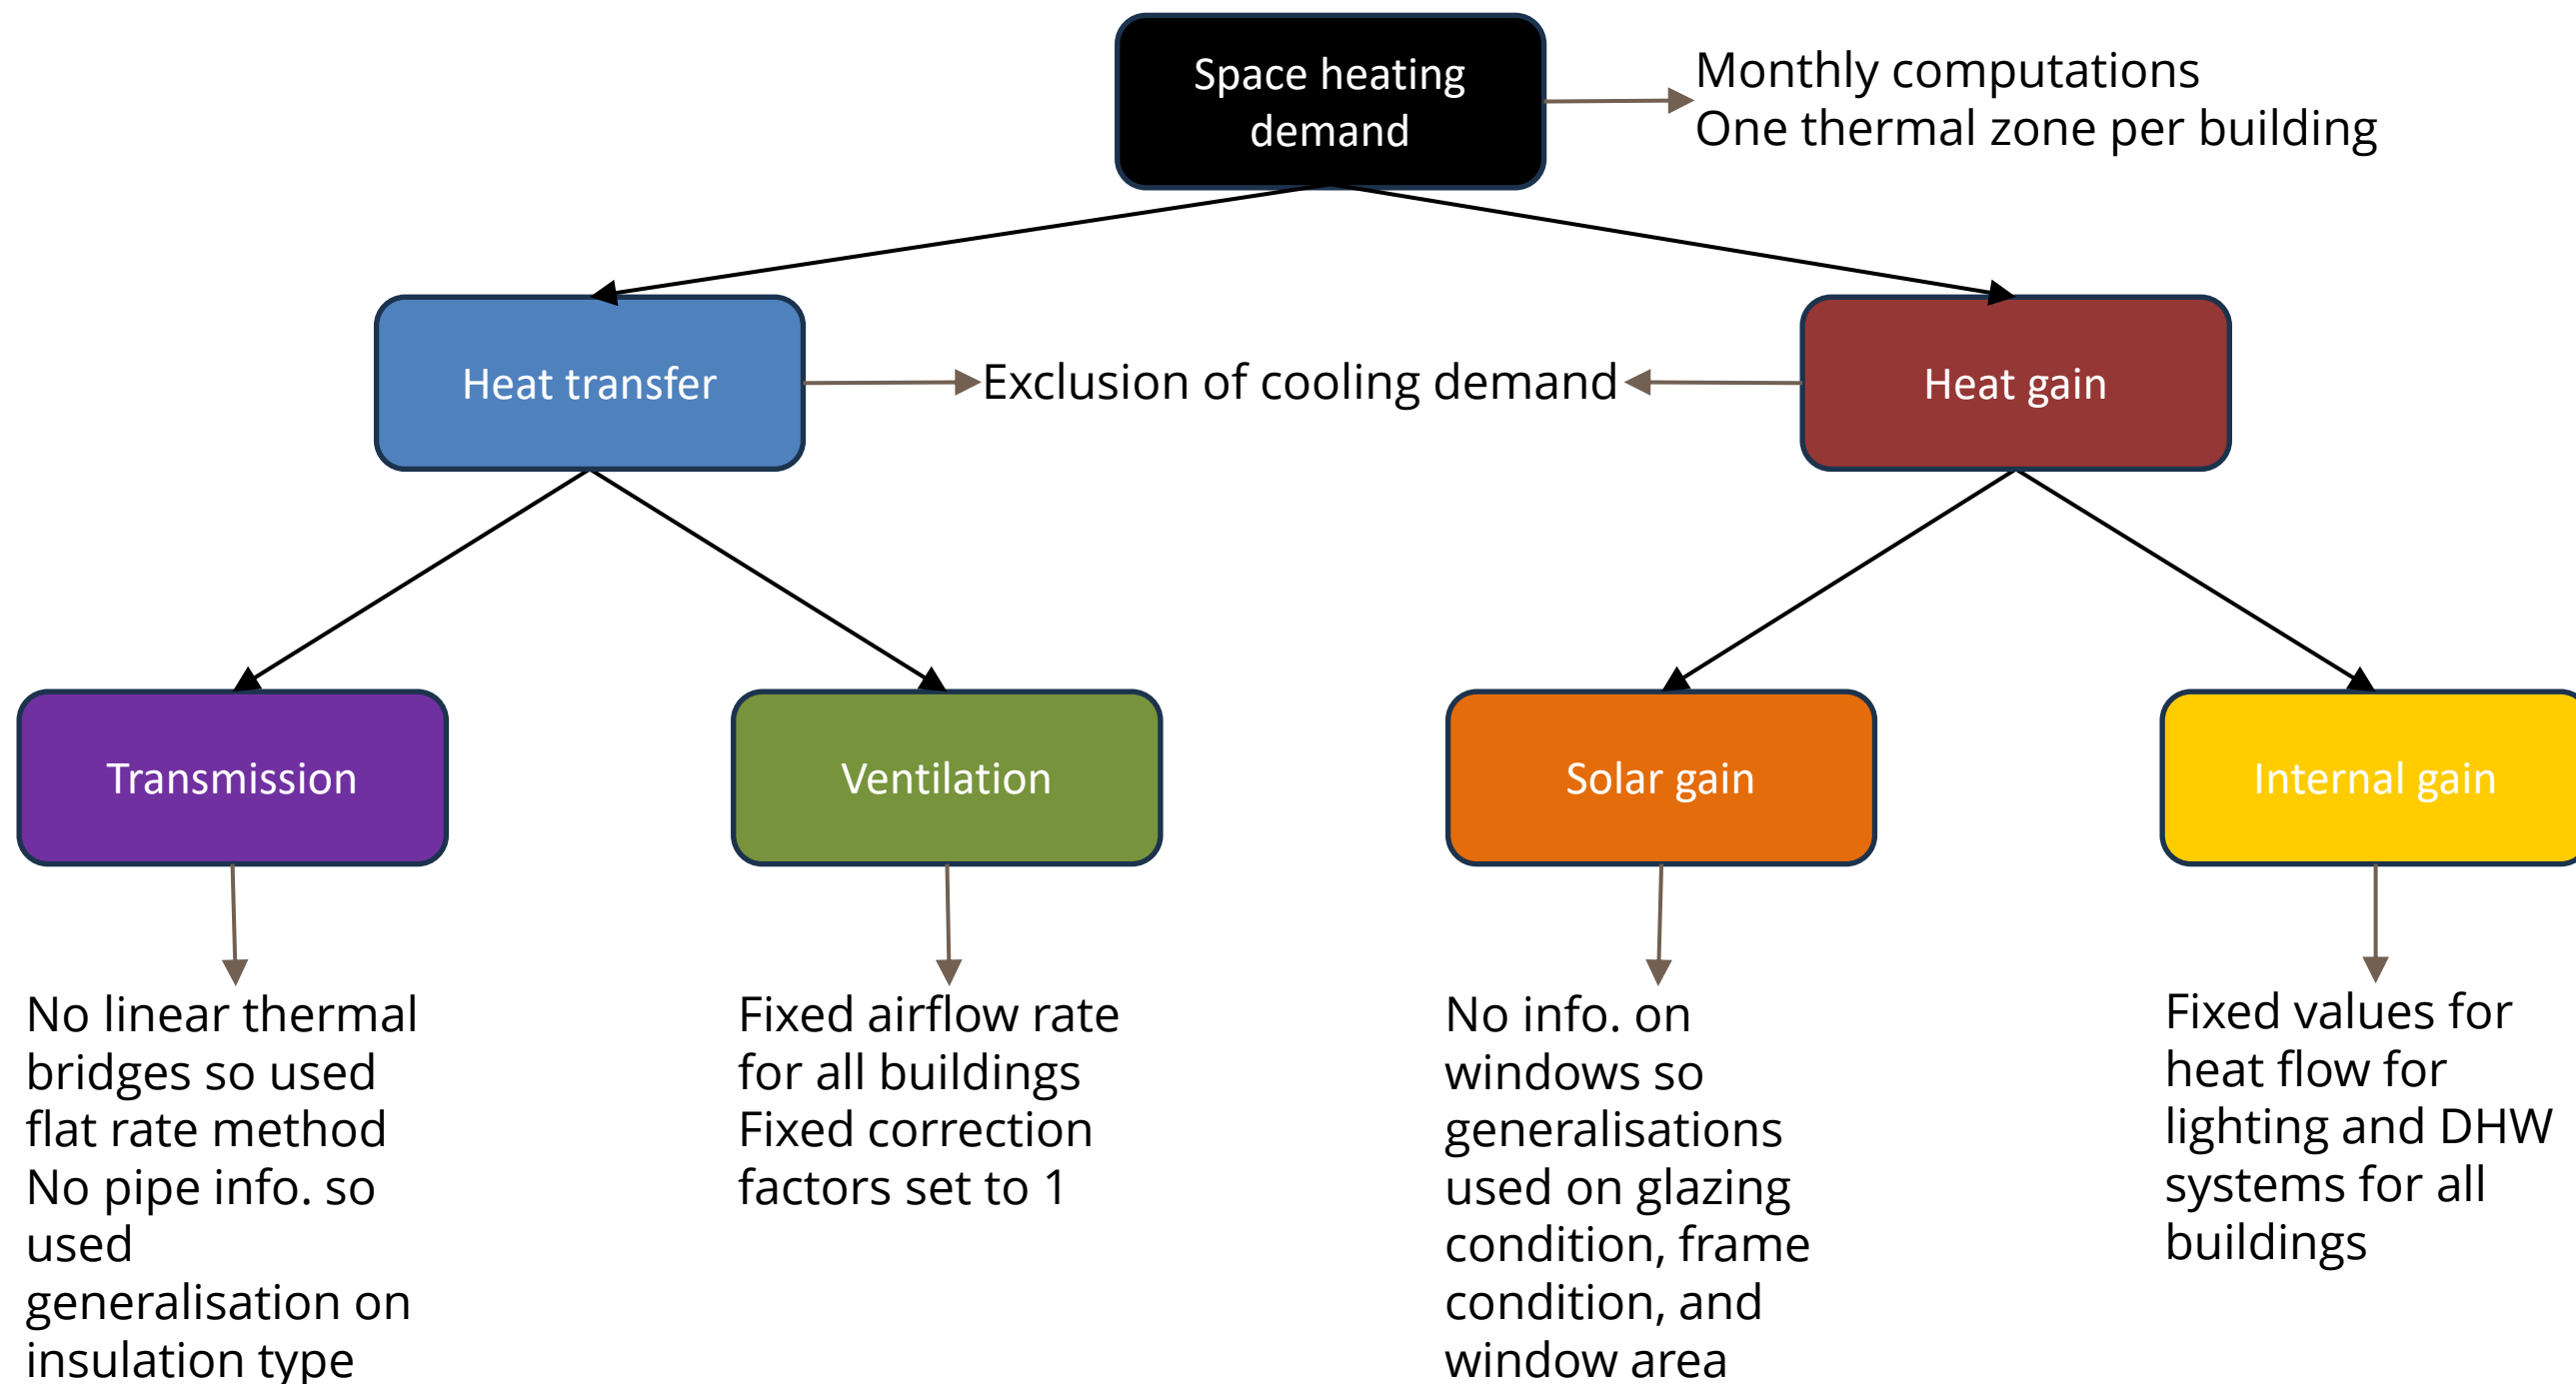 Space heating
demand
Monthly computations
One thermal zone per building
Heat transfer
Exclusion of cooling demand
Heat gain
Transmission
Ventilation
Solar gain
Internal gain
No linear thermal
bridges so used
flat rate method
No pipe info. so
used
generalisation on
insulation type
Fixed airflow rate
for all buildings
Fixed correction
factors set to 1
No info. on
windows so
generalisations
used on glazing
condition, frame
condition, and
window area
Fixed values for
heat flow for
lighting and DHW
systems for all
buildings